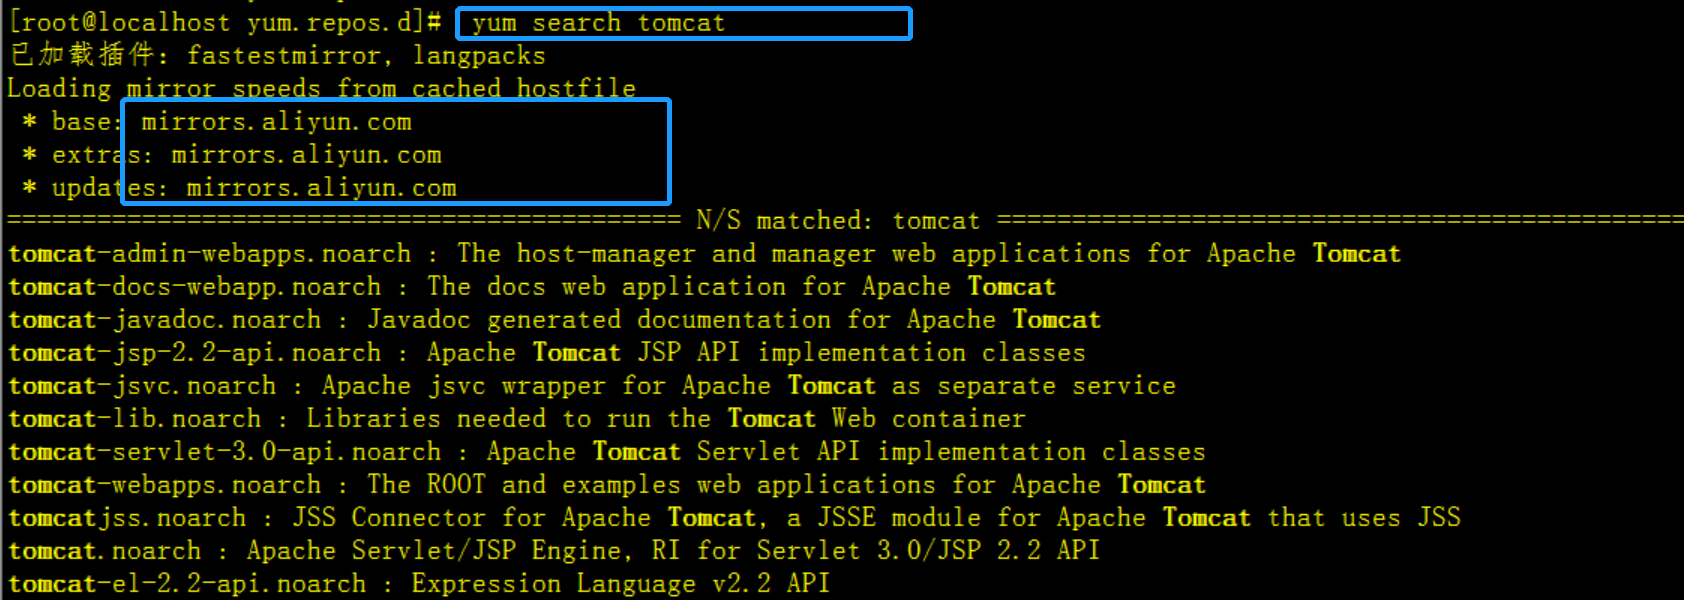 [root@localhost yum.repos.d]# yum search tomcat
已加载插件：fastestmirror, langpacks
Loading mirror speeds from cached hostfile
 * base: mirrors.aliyun.com
 * extras: mirrors.aliyun.com
 * updates: mirrors.aliyun.com
============================================= N/S matched: tomcat ==============================================
tomcat-admin-webapps.noarch : The host-manager and manager web applications for Apache Tomcat
tomcat-docs-webapp.noarch : The docs web application for Apache Tomcat
tomcat-javadoc.noarch : Javadoc generated documentation for Apache Tomcat
tomcat-jsp-2.2-api.noarch : Apache Tomcat JSP API implementation classes
tomcat-jsvc.noarch : Apache jsvc wrapper for Apache Tomcat as separate service
tomcat-lib.noarch : Libraries needed to run the Tomcat Web container
tomcat-servlet-3.0-api.noarch : Apache Tomcat Servlet API implementation classes
tomcat-webapps.noarch : The ROOT and examples web applications for Apache Tomcat
tomcatjss.noarch : JSS Connector for Apache Tomcat, a JSSE module for Apache Tomcat that uses JSS
tomcat.noarch : Apache Servlet/JSP Engine, RI for Servlet 3.0/JSP 2.2 API
tomcat-el-2.2-api.noarch : Expression Language v2.2 API